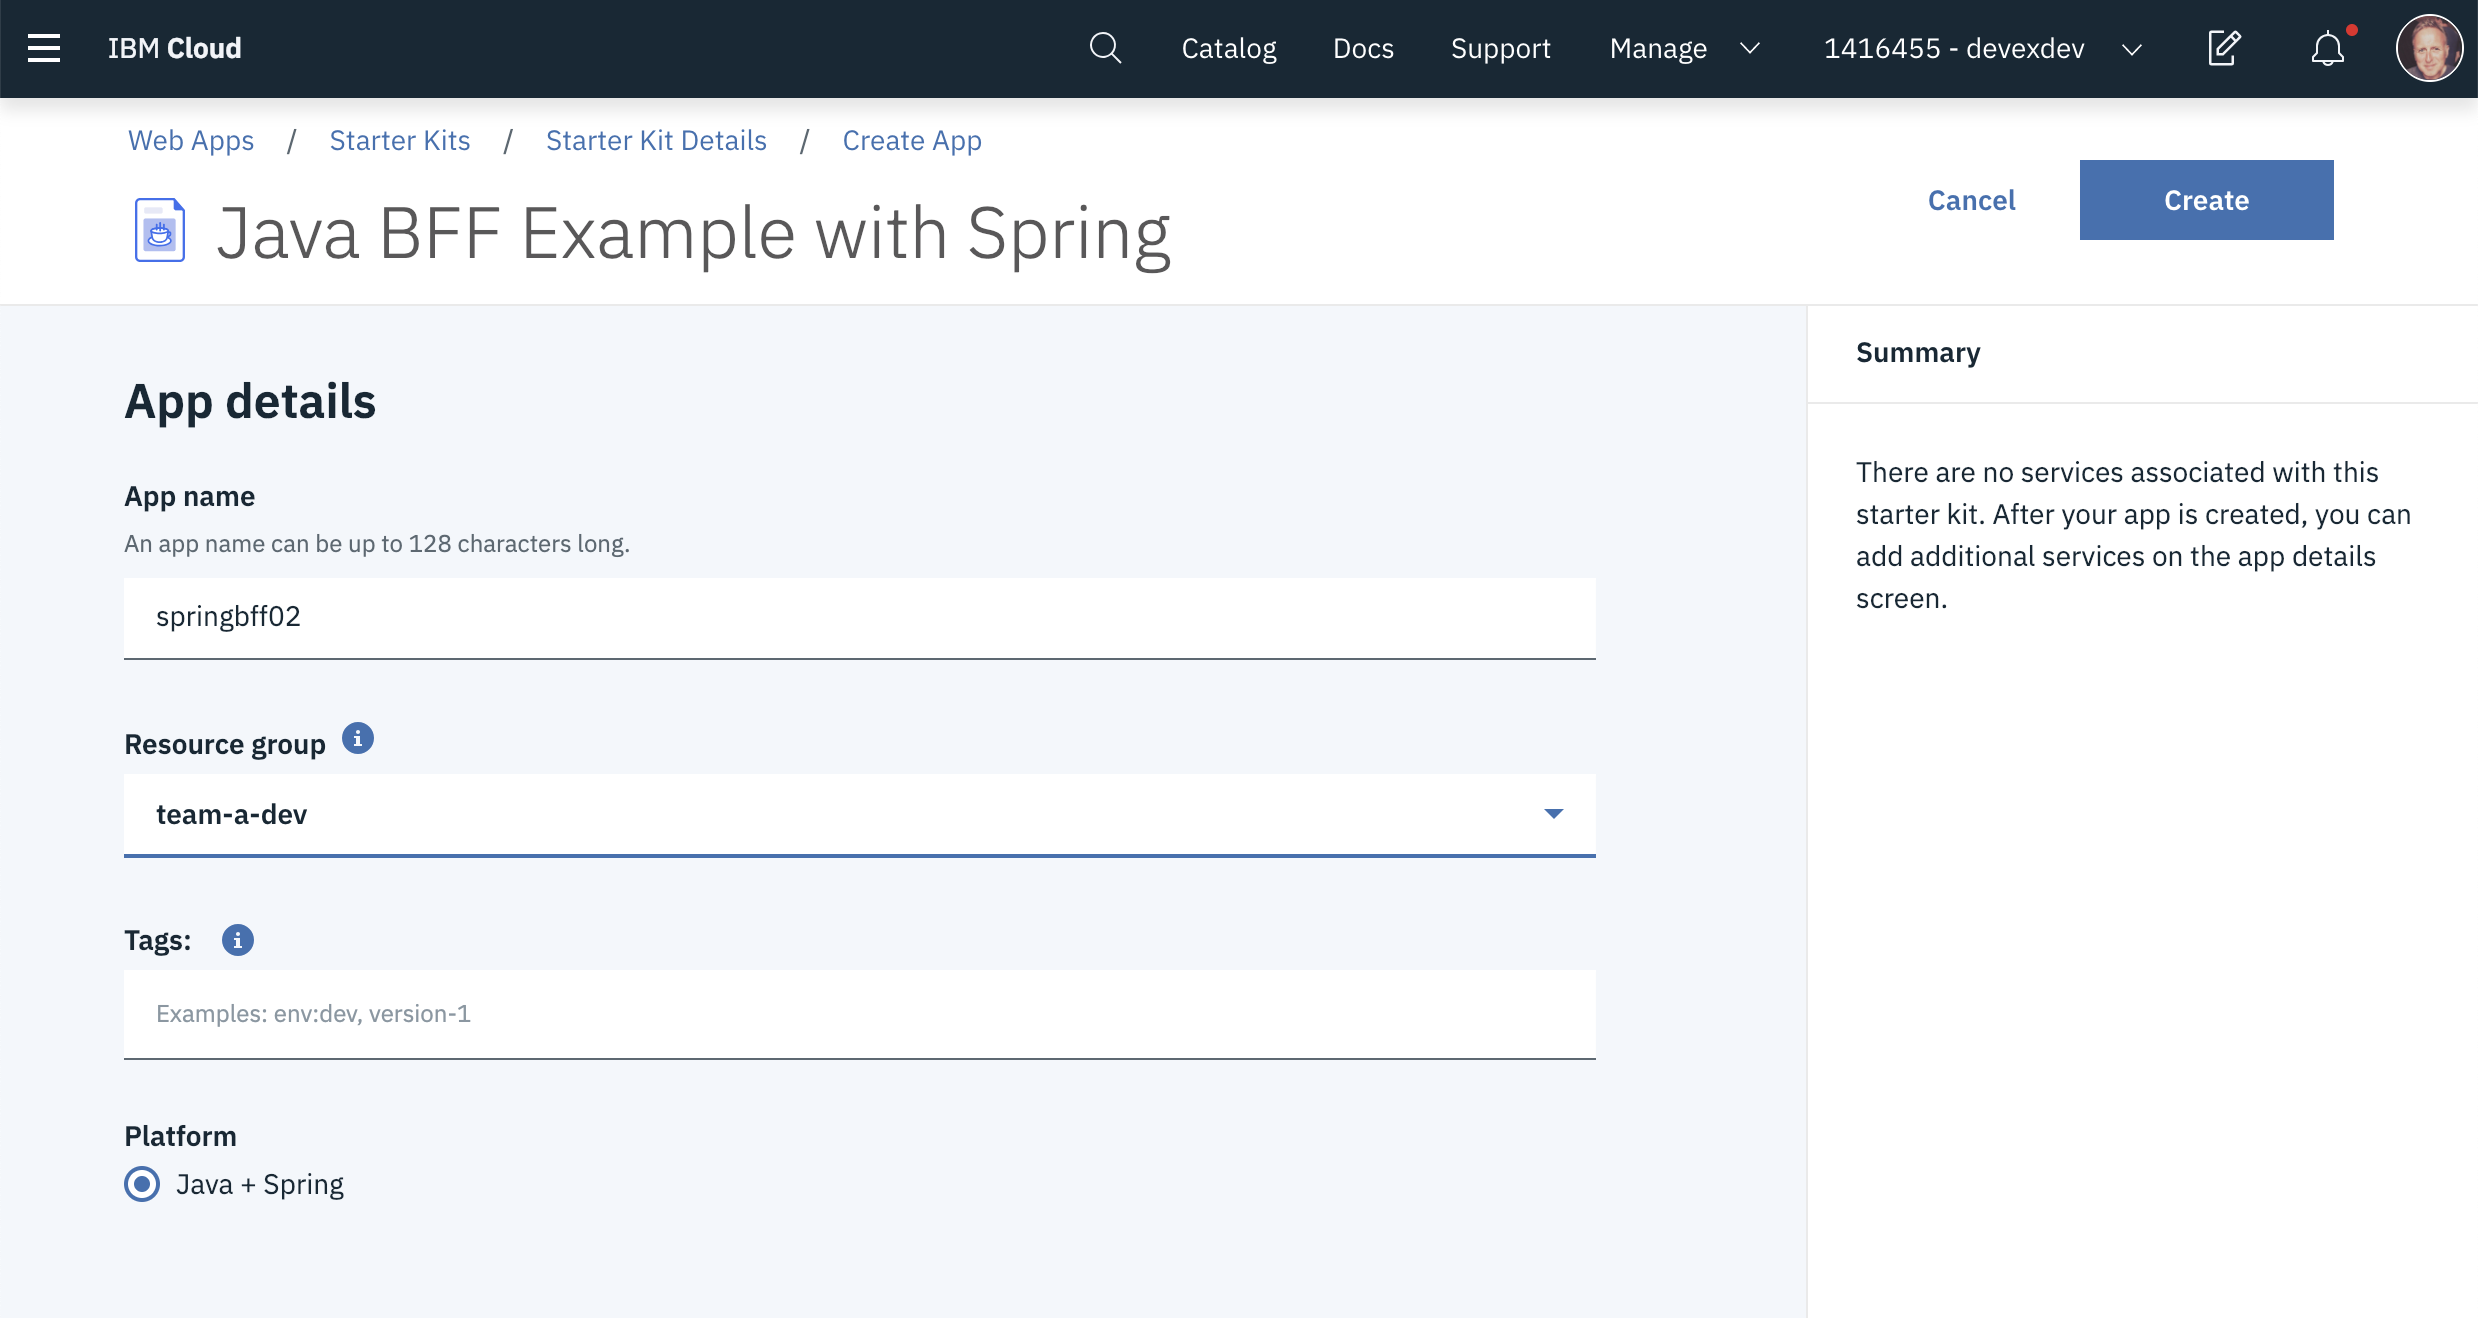 IBM Cloud
Catalog
Docs
Support
Manage
1416455 - devexdev
Web Apps / Starter Kits / Starter Kit Details / Create App
Java BFF Example with Spring
Cancel
Create
App details
App name
An app name can be up to 128 characters long.
springbff02
Resource group
team-a-dev
Tags:
Examples: env:dev, version-1
Platform
Java + Spring
Summary
There are no services associated with this
starter kit. After your app is created, you can
add additional services on the app details
screen.